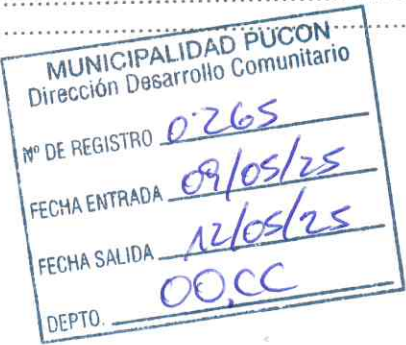 MUNICIPALIDAD PUCON
Dirección Desarrollo Comunitario
Nº DE REGISTRO 0265
FECHA ENTRADA 09/05/25
FECHA SALIDA 12/05/25
DEPTO. OO.CC